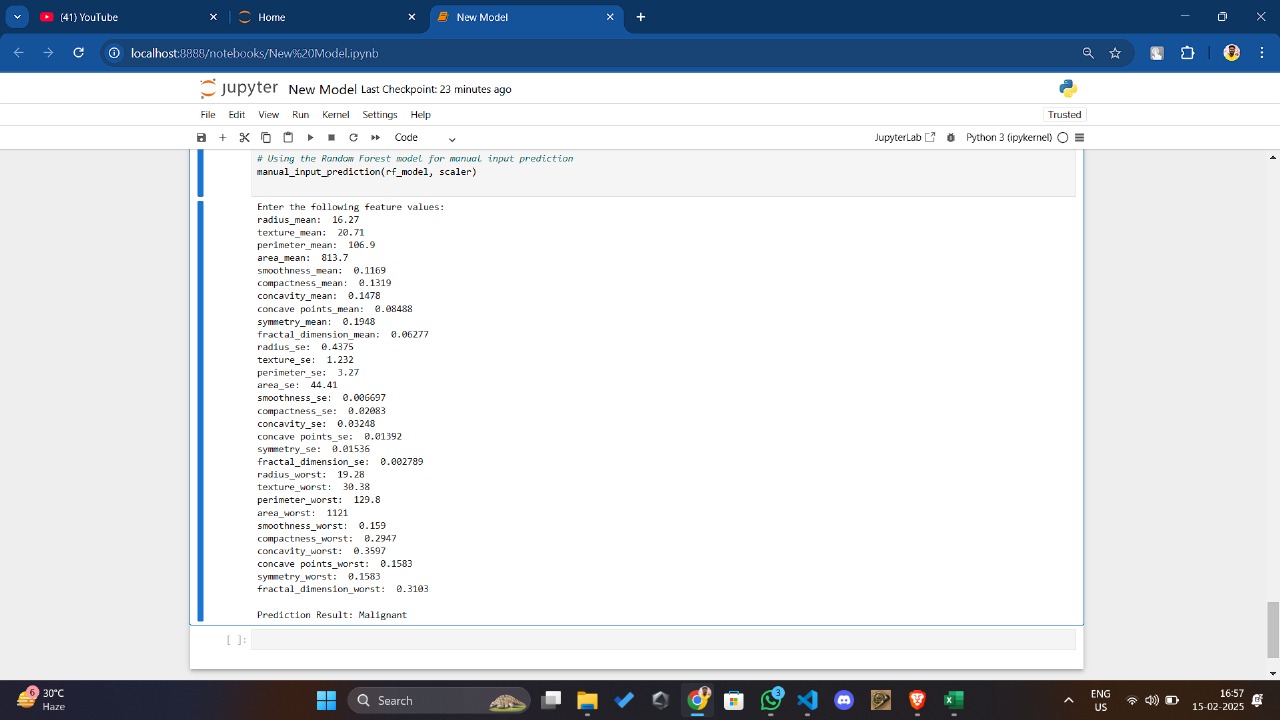 (41) YouTube
Home
New Model
localhost:8888/notebooks/New%20Model.ipynb
jupyter New Model Last Checkpoint: 23 minutes ago
File Edit View Run Kernel Settings Help
Trusted
Code
JupyterLab
Python 3 (ipykernel)
# Using the Random Forest model for manual input prediction
manual_input_prediction(rf_model, scaler)
Enter the following feature values:
radius_mean: 16.27
texture_mean: 20.71
perimeter_mean: 106.9
area_mean: 813.7
smoothness_mean: 0.1169
compactness_mean: 0.1319
concavity_mean: 0.1478
concave points_mean: 0.08488
symmetry_mean: 0.1948
fractal_dimension_mean: 0.06277
radius_se: 0.4375
texture_se: 1.232
perimeter_se: 3.27
area_se: 44.41
smoothness_se: 0.006697
compactness_se: 0.02083
concavity_se: 0.03248
concave points_se: 0.01392
symmetry_se: 0.01536
fractal_dimension_se: 0.002789
radius_worst: 19.28
texture_worst: 30.38
perimeter_worst: 129.8
area_worst: 1121
smoothness_worst: 0.159
compactness_worst: 0.2947
concavity_worst: 0.3597
concave points_worst: 0.1583
symmetry_worst: 0.1583
fractal_dimension_worst: 0.3103
Prediction Result: Malignant
[ ]:
6
30°C
Haze
Search
3
ENG
US
16:57
15-02-2025